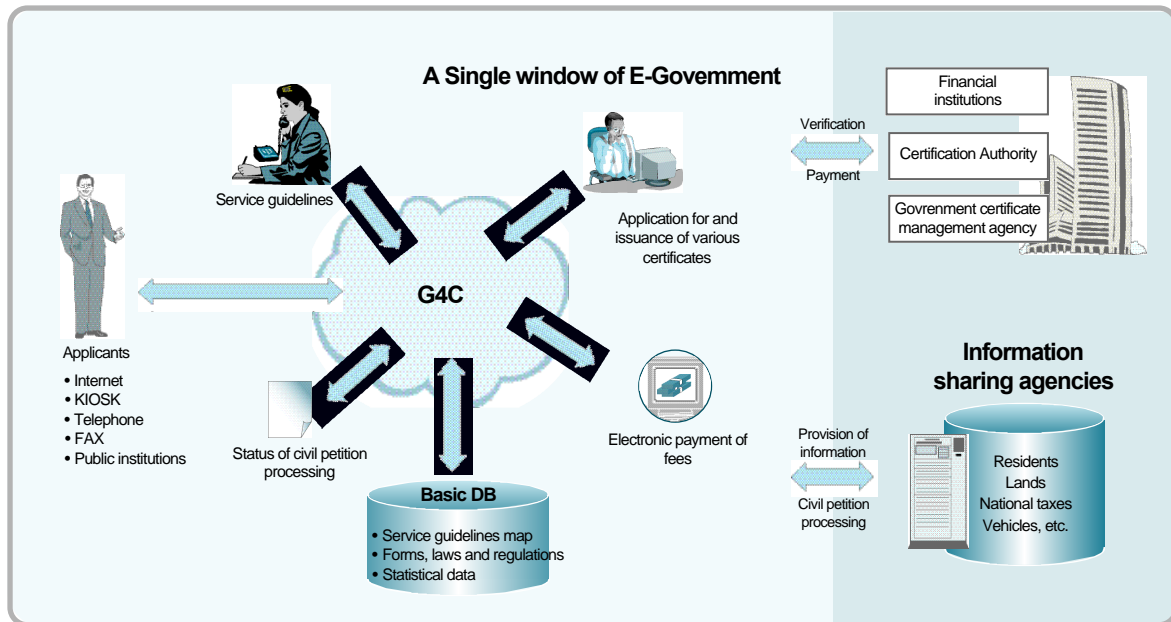 A Single window of E-Government
Service guidelines
Application for and
issuance of various
certificates
G4C
Applicants
• Internet
• KIOSK
• Telephone
• FAX
• Public institutions
Status of civil petition
processing
Electronic payment of
fees
Basic DB
• Service guidelines map
• Forms, laws and regulations
• Statistical data
Verification
Payment
Financial
institutions
Certification Authority
Govrenment certificate
management agency
Information
sharing agencies
Provision of
information
Civil petition
processing
Residents
Lands
National taxes
Vehicles, etc.